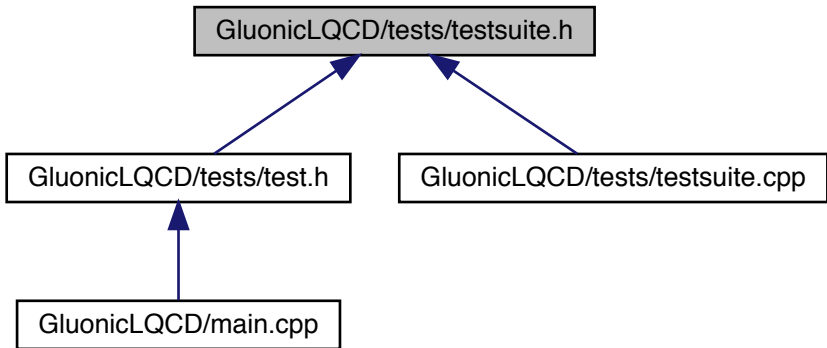 GluonicLQCD/tests/testsuite.h
GluonicLQCD/tests/test.h
GluonicLQCD/tests/testsuite.cpp
GluonicLQCD/main.cpp